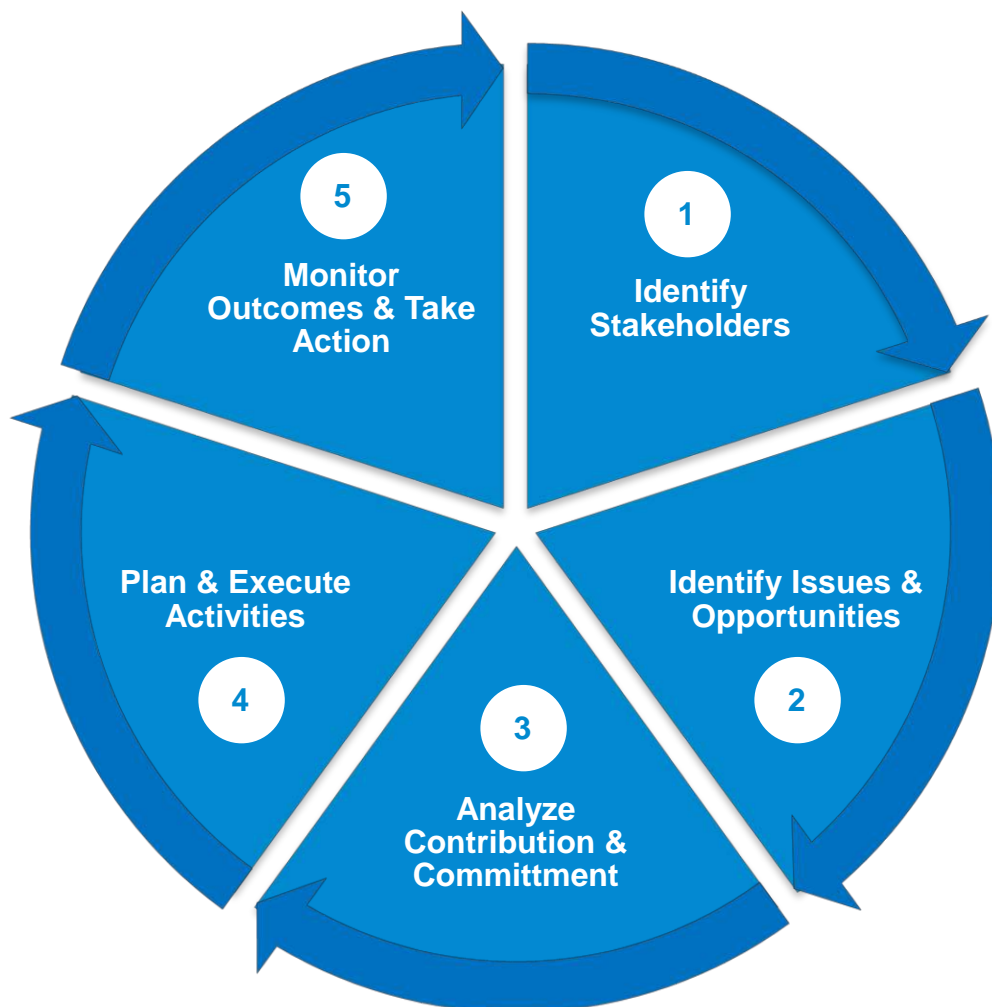 1
Identify
Stakeholders
Identify Issues &
Opportunities
2
3
Analyze
Contribution &
Committment
Plan & Execute
Activities
4
5
Monitor
Outcomes & Take
Action